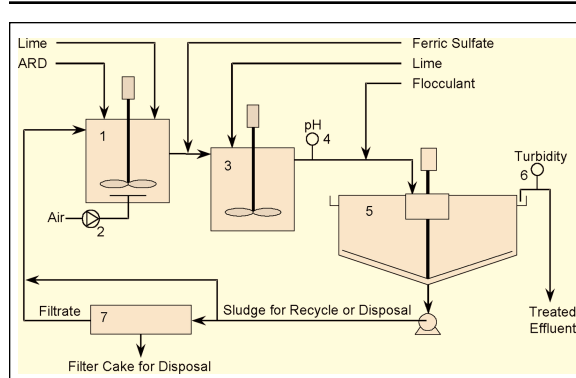 Lime
ARD
Ferric Sulfate
Lime
Flocculant
1
3
pH
4
Turbidity
6
5
Air
2
Filtrate
7
Sludge for Recycle or Disposal
Treated
Effluent
Filter Cake for Disposal